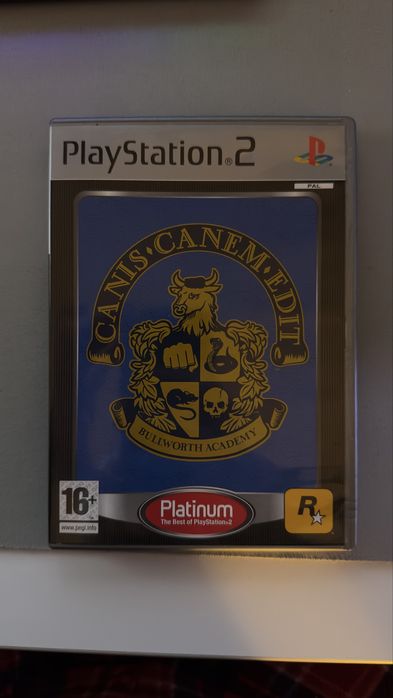 PlayStation®2
PAL
CANIS·CANEM·EDIT
BULLWORTH ACADEMY
16+
www.pegi.info
Platinum
The Best of PlayStation®2
R